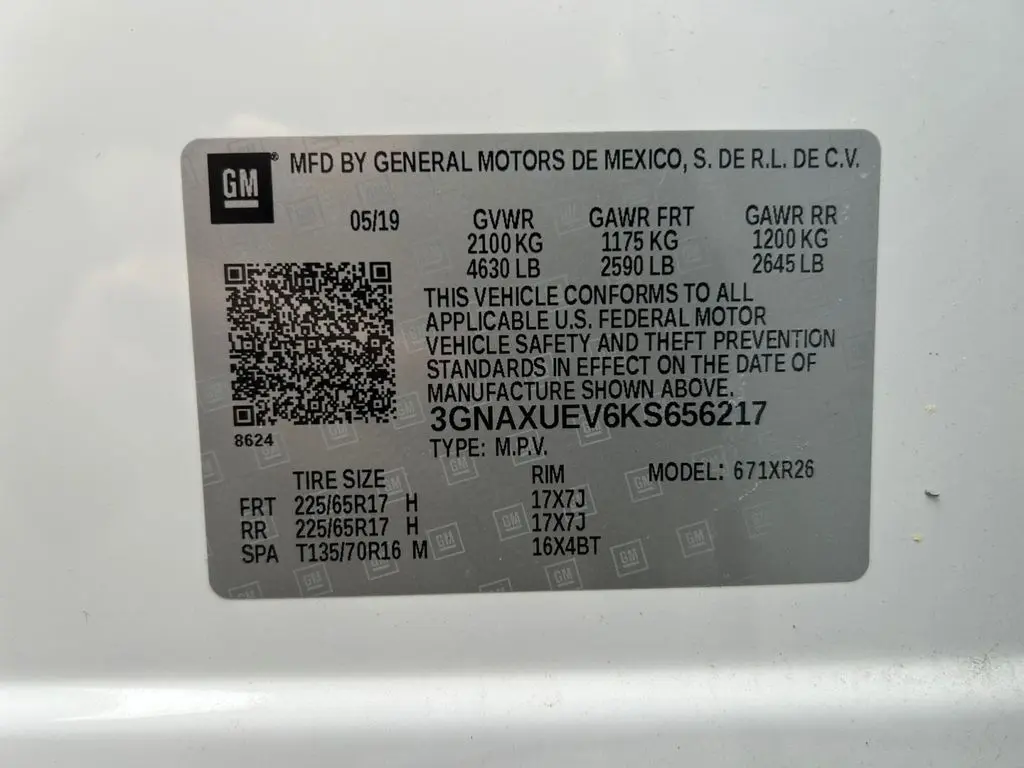 GM
® MFD BY GENERAL MOTORS DE MEXICO, S. DE R.L. DE C.V.
05/19 GVWR GAWR FRT GAWR RR
2100 KG 1175 KG 1200 KG
4630 LB 2590 LB 2645 LB
THIS VEHICLE CONFORMS TO ALL
APPLICABLE U.S. FEDERAL MOTOR
VEHICLE SAFETY AND THEFT PREVENTION
STANDARDS IN EFFECT ON THE DATE OF
MANUFACTURE SHOWN ABOVE.
3GNAXUEV6KS656217
8624
TYPE: M.P.V.
TIRE SIZE RIM MODEL: 671XR26
FRT 225/65R17 H 17X7J
RR 225/65R17 H 17X7J
SPA T135/70R16 M 16X4BT